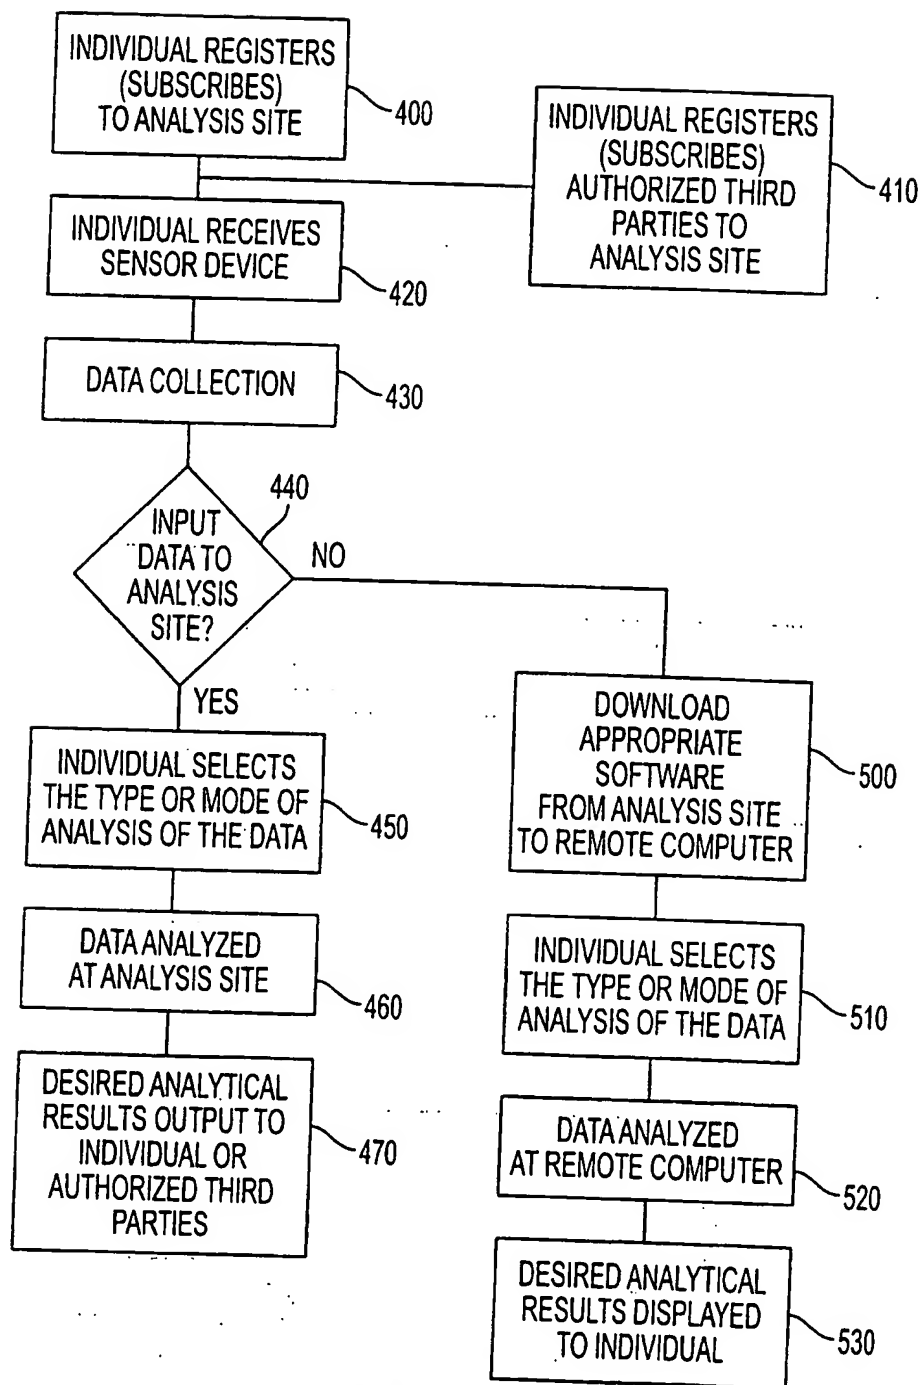 INDIVIDUAL REGISTERS
(SUBSCRIBES)
TO ANALYSIS SITE
400
INDIVIDUAL REGISTERS
(SUBSCRIBES)
AUTHORIZED THIRD
PARTIES TO
ANALYSIS SITE
410
INDIVIDUAL RECEIVES
SENSOR DEVICE
420
DATA COLLECTION
430
440
INPUT
DATA TO
ANALYSIS
SITE?
NO
YES
INDIVIDUAL SELECTS
THE TYPE OR MODE OF
ANALYSIS OF THE DATA
450
DATA ANALYZED
AT ANALYSIS SITE
460
DESIRED ANALYTICAL
RESULTS OUTPUT TO
INDIVIDUAL OR
AUTHORIZED THIRD
PARTIES
470
DOWNLOAD
APPROPRIATE
SOFTWARE
FROM ANALYSIS SITE
TO REMOTE COMPUTER
500
INDIVIDUAL SELECTS
THE TYPE OR MODE OF
ANALYSIS OF THE DATA
510
DATA ANALYZED
AT REMOTE COMPUTER
520
DESIRED ANALYTICAL
RESULTS DISPLAYED
TO INDIVIDUAL
530